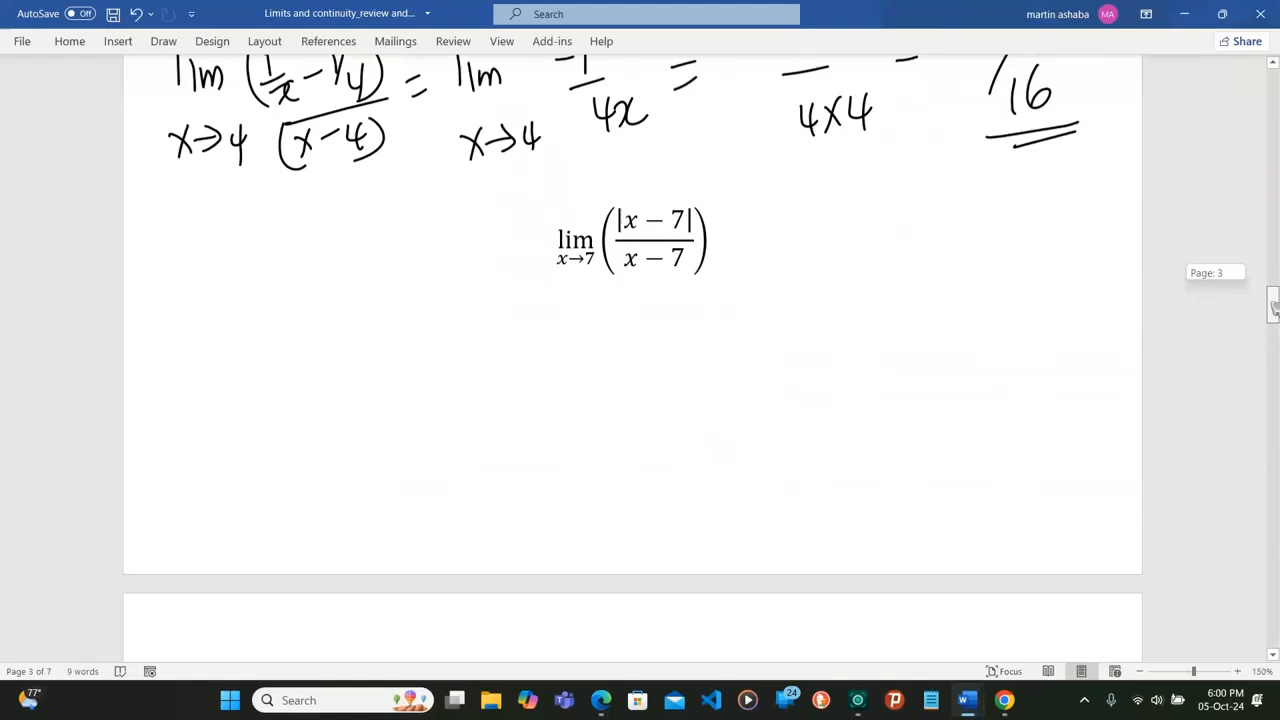 AutoSave Off Limits and continuity_review and... Search martin ashaba MA
File Home Insert Draw Design Layout References Mailings Review View Add-ins Help Share
lim (1/x - 1/4) = lim -1 = — -
x→4 (x-4) x→4 4x 4×4 /16
lim (|x − 7|
x→7 x − 7)
Page: 3
Page 3 of 7 9 words Focus 150%
77° Search 24 6:00 PM
05-Oct-24